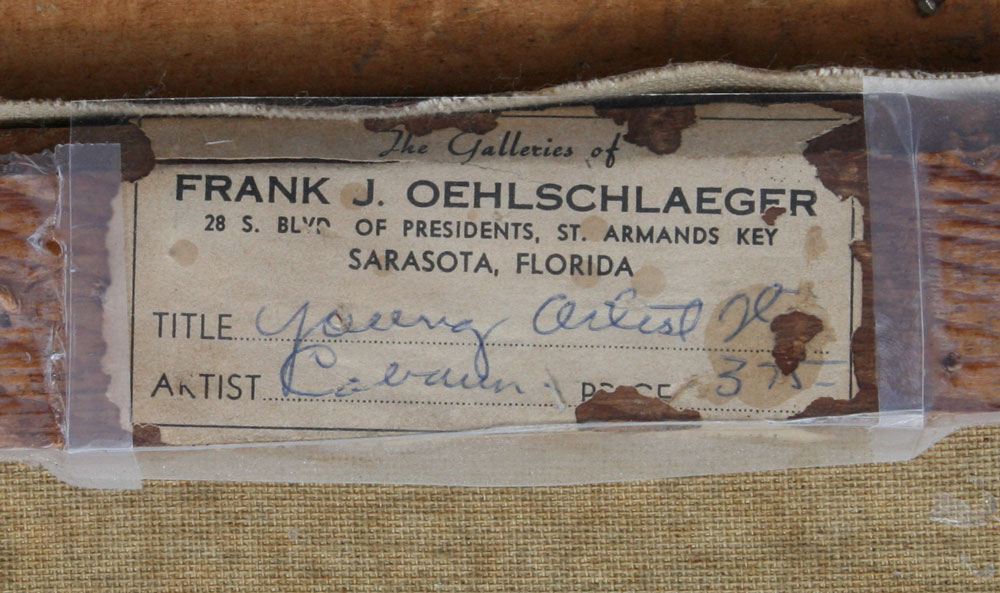 The Galleries of
FRANK J. OEHLSCHLAEGER
28 S. BLVD. OF PRESIDENTS, ST. ARMANDS KEY
SARASOTA, FLORIDA
TITLE Young Artist
ARTIST PRICE 375-